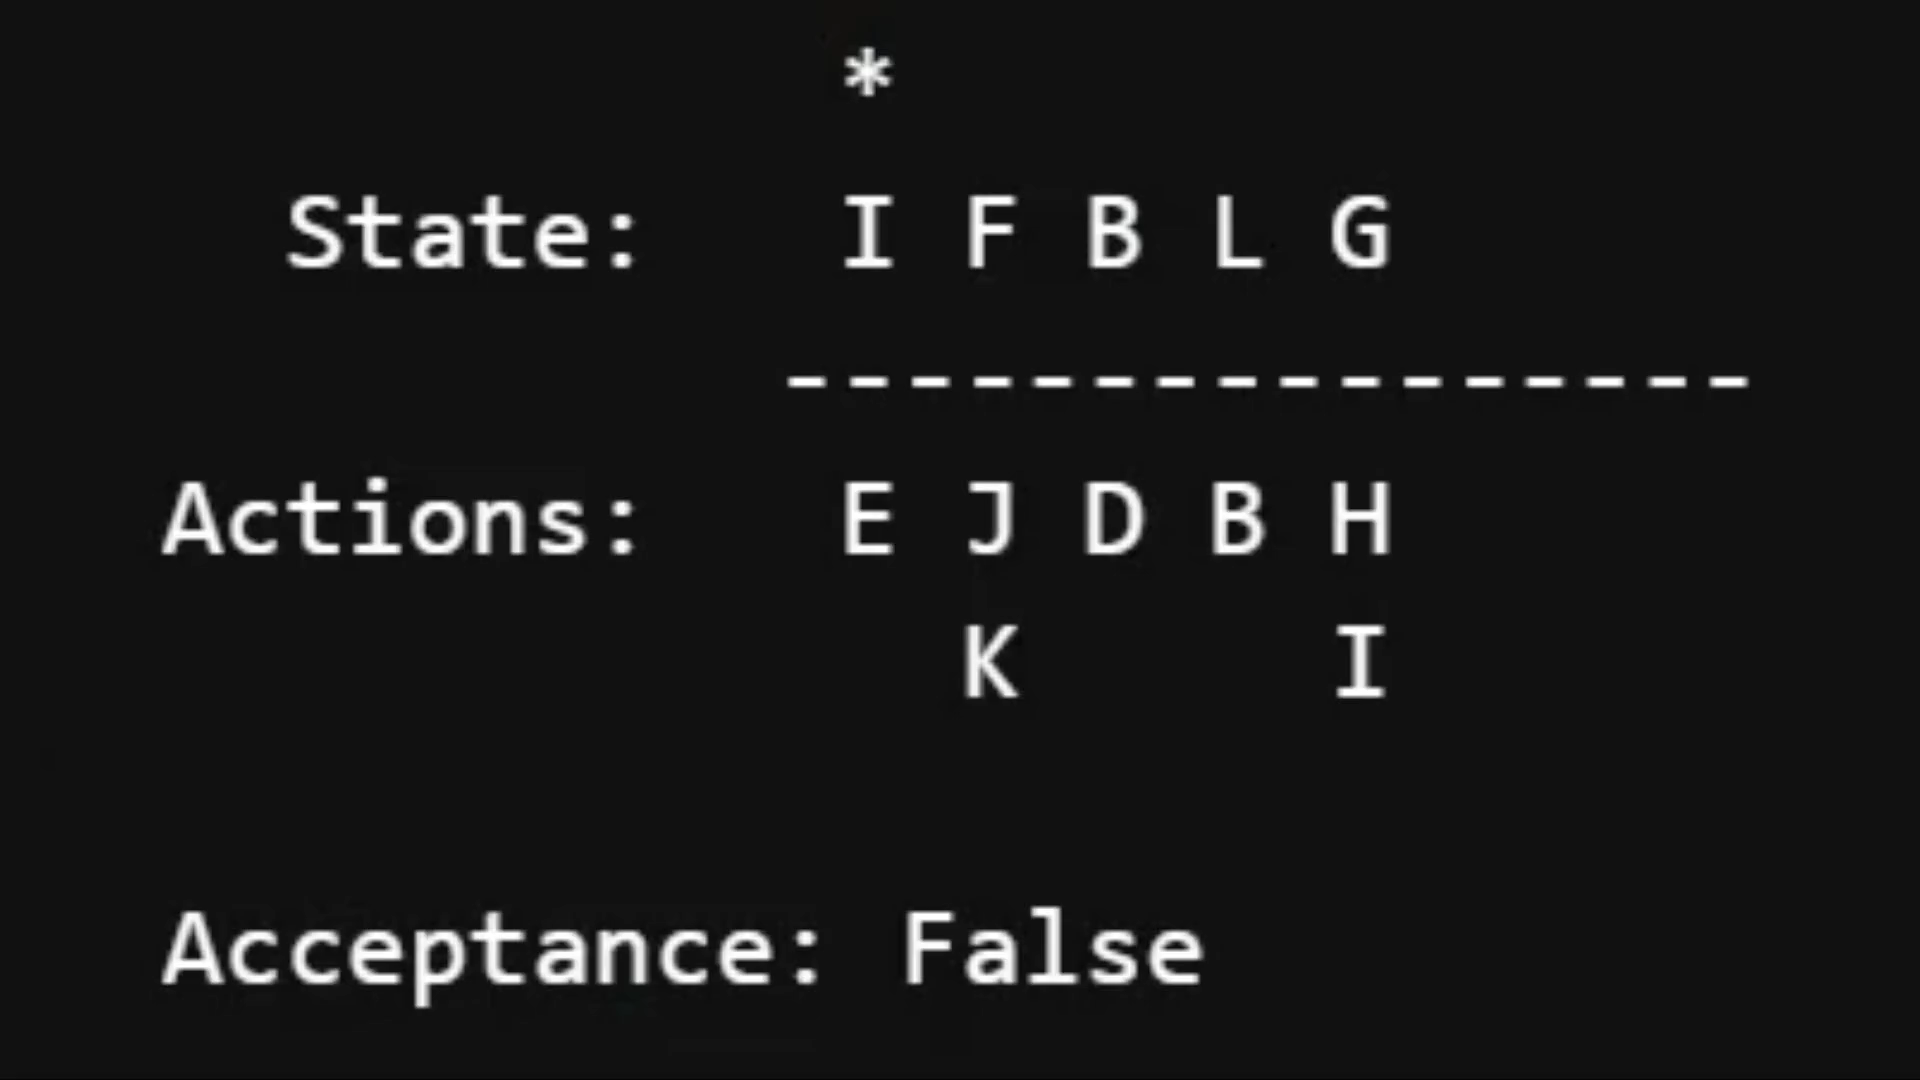 *
State: I F B L G
----------------
Actions: E J D B H
K I
Acceptance: False